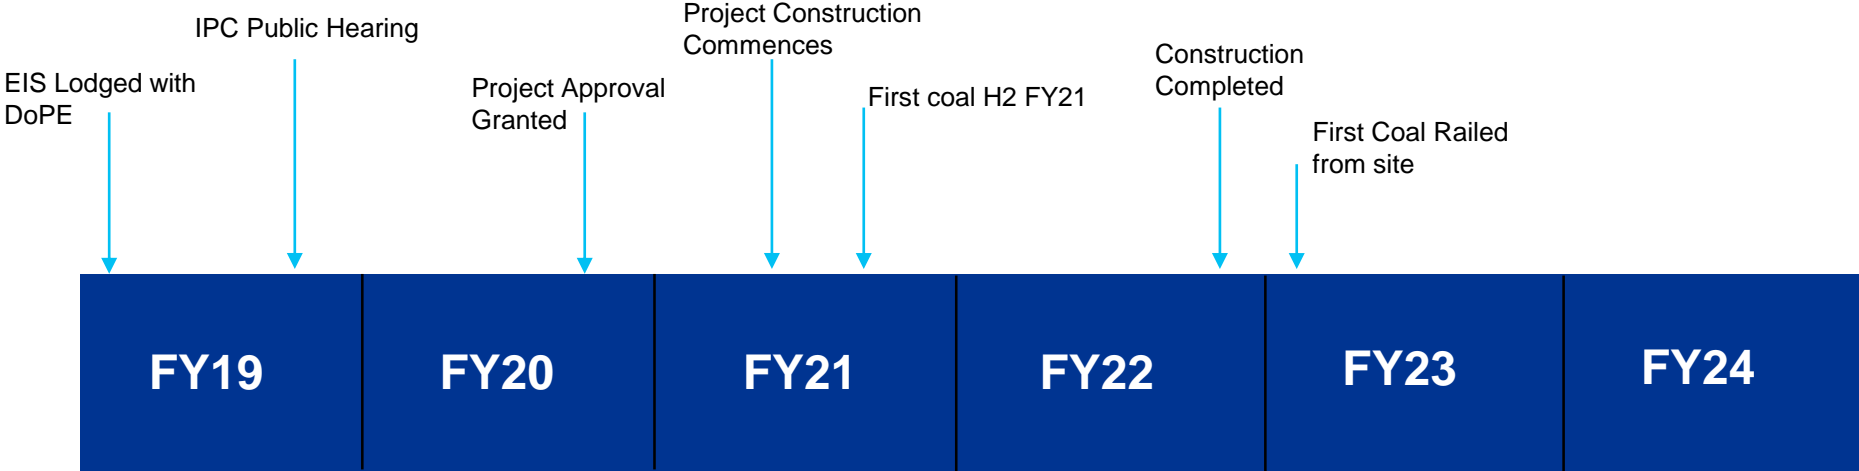 EIS Lodged with
DoPE
IPC Public Hearing
Project Approval
Granted
Project Construction
Commences
First coal H2 FY21
Construction
Completed
First Coal Railed
from site
FY19
FY20
FY21
FY22
FY23
FY24